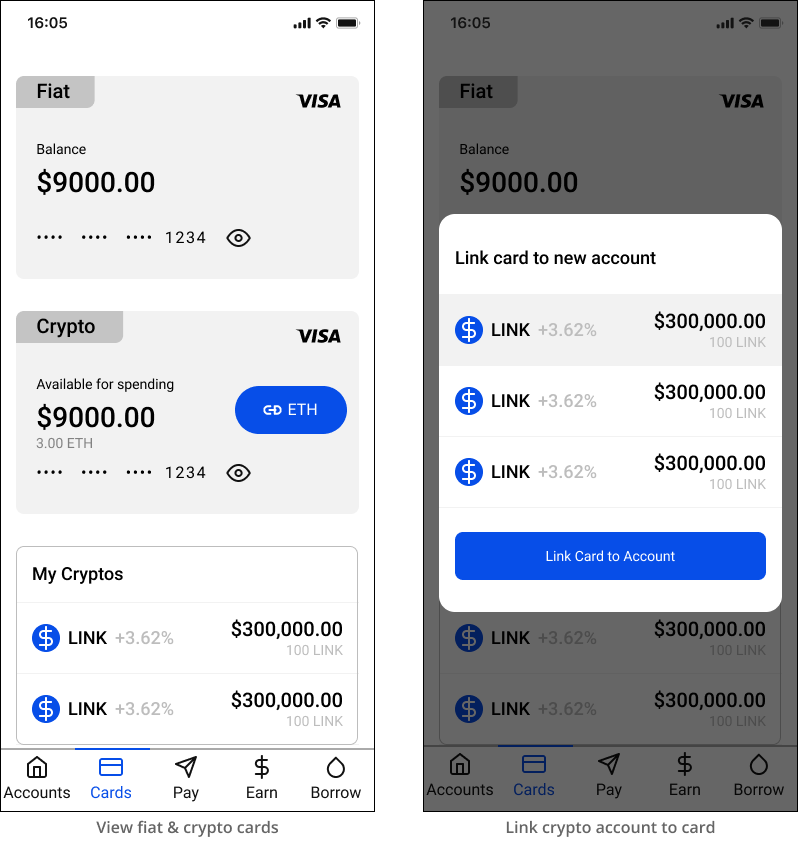 16:05
Fiat
VISA
Balance
$9000.00
•••• •••• •••• 1234
Crypto
VISA
Available for spending
$9000.00
ETH
3.00 ETH
•••• •••• •••• 1234
My Cryptos
LINK +3.62% $300,000.00
100 LINK
LINK +3.62% $300,000.00
100 LINK
Accounts Cards Pay Earn Borrow
View fiat & crypto cards
16:05
Fiat
VISA
Balance
$9000.00
Link card to new account
LINK +3.62% $300,000.00
100 LINK
LINK +3.62% $300,000.00
100 LINK
LINK +3.62% $300,000.00
100 LINK
Link Card to Account
LINK +3.62% $300,000.00
100 LINK
LINK +3.62% $300,000.00
100 LINK
Accounts Cards Pay Earn Borrow
Link crypto account to card